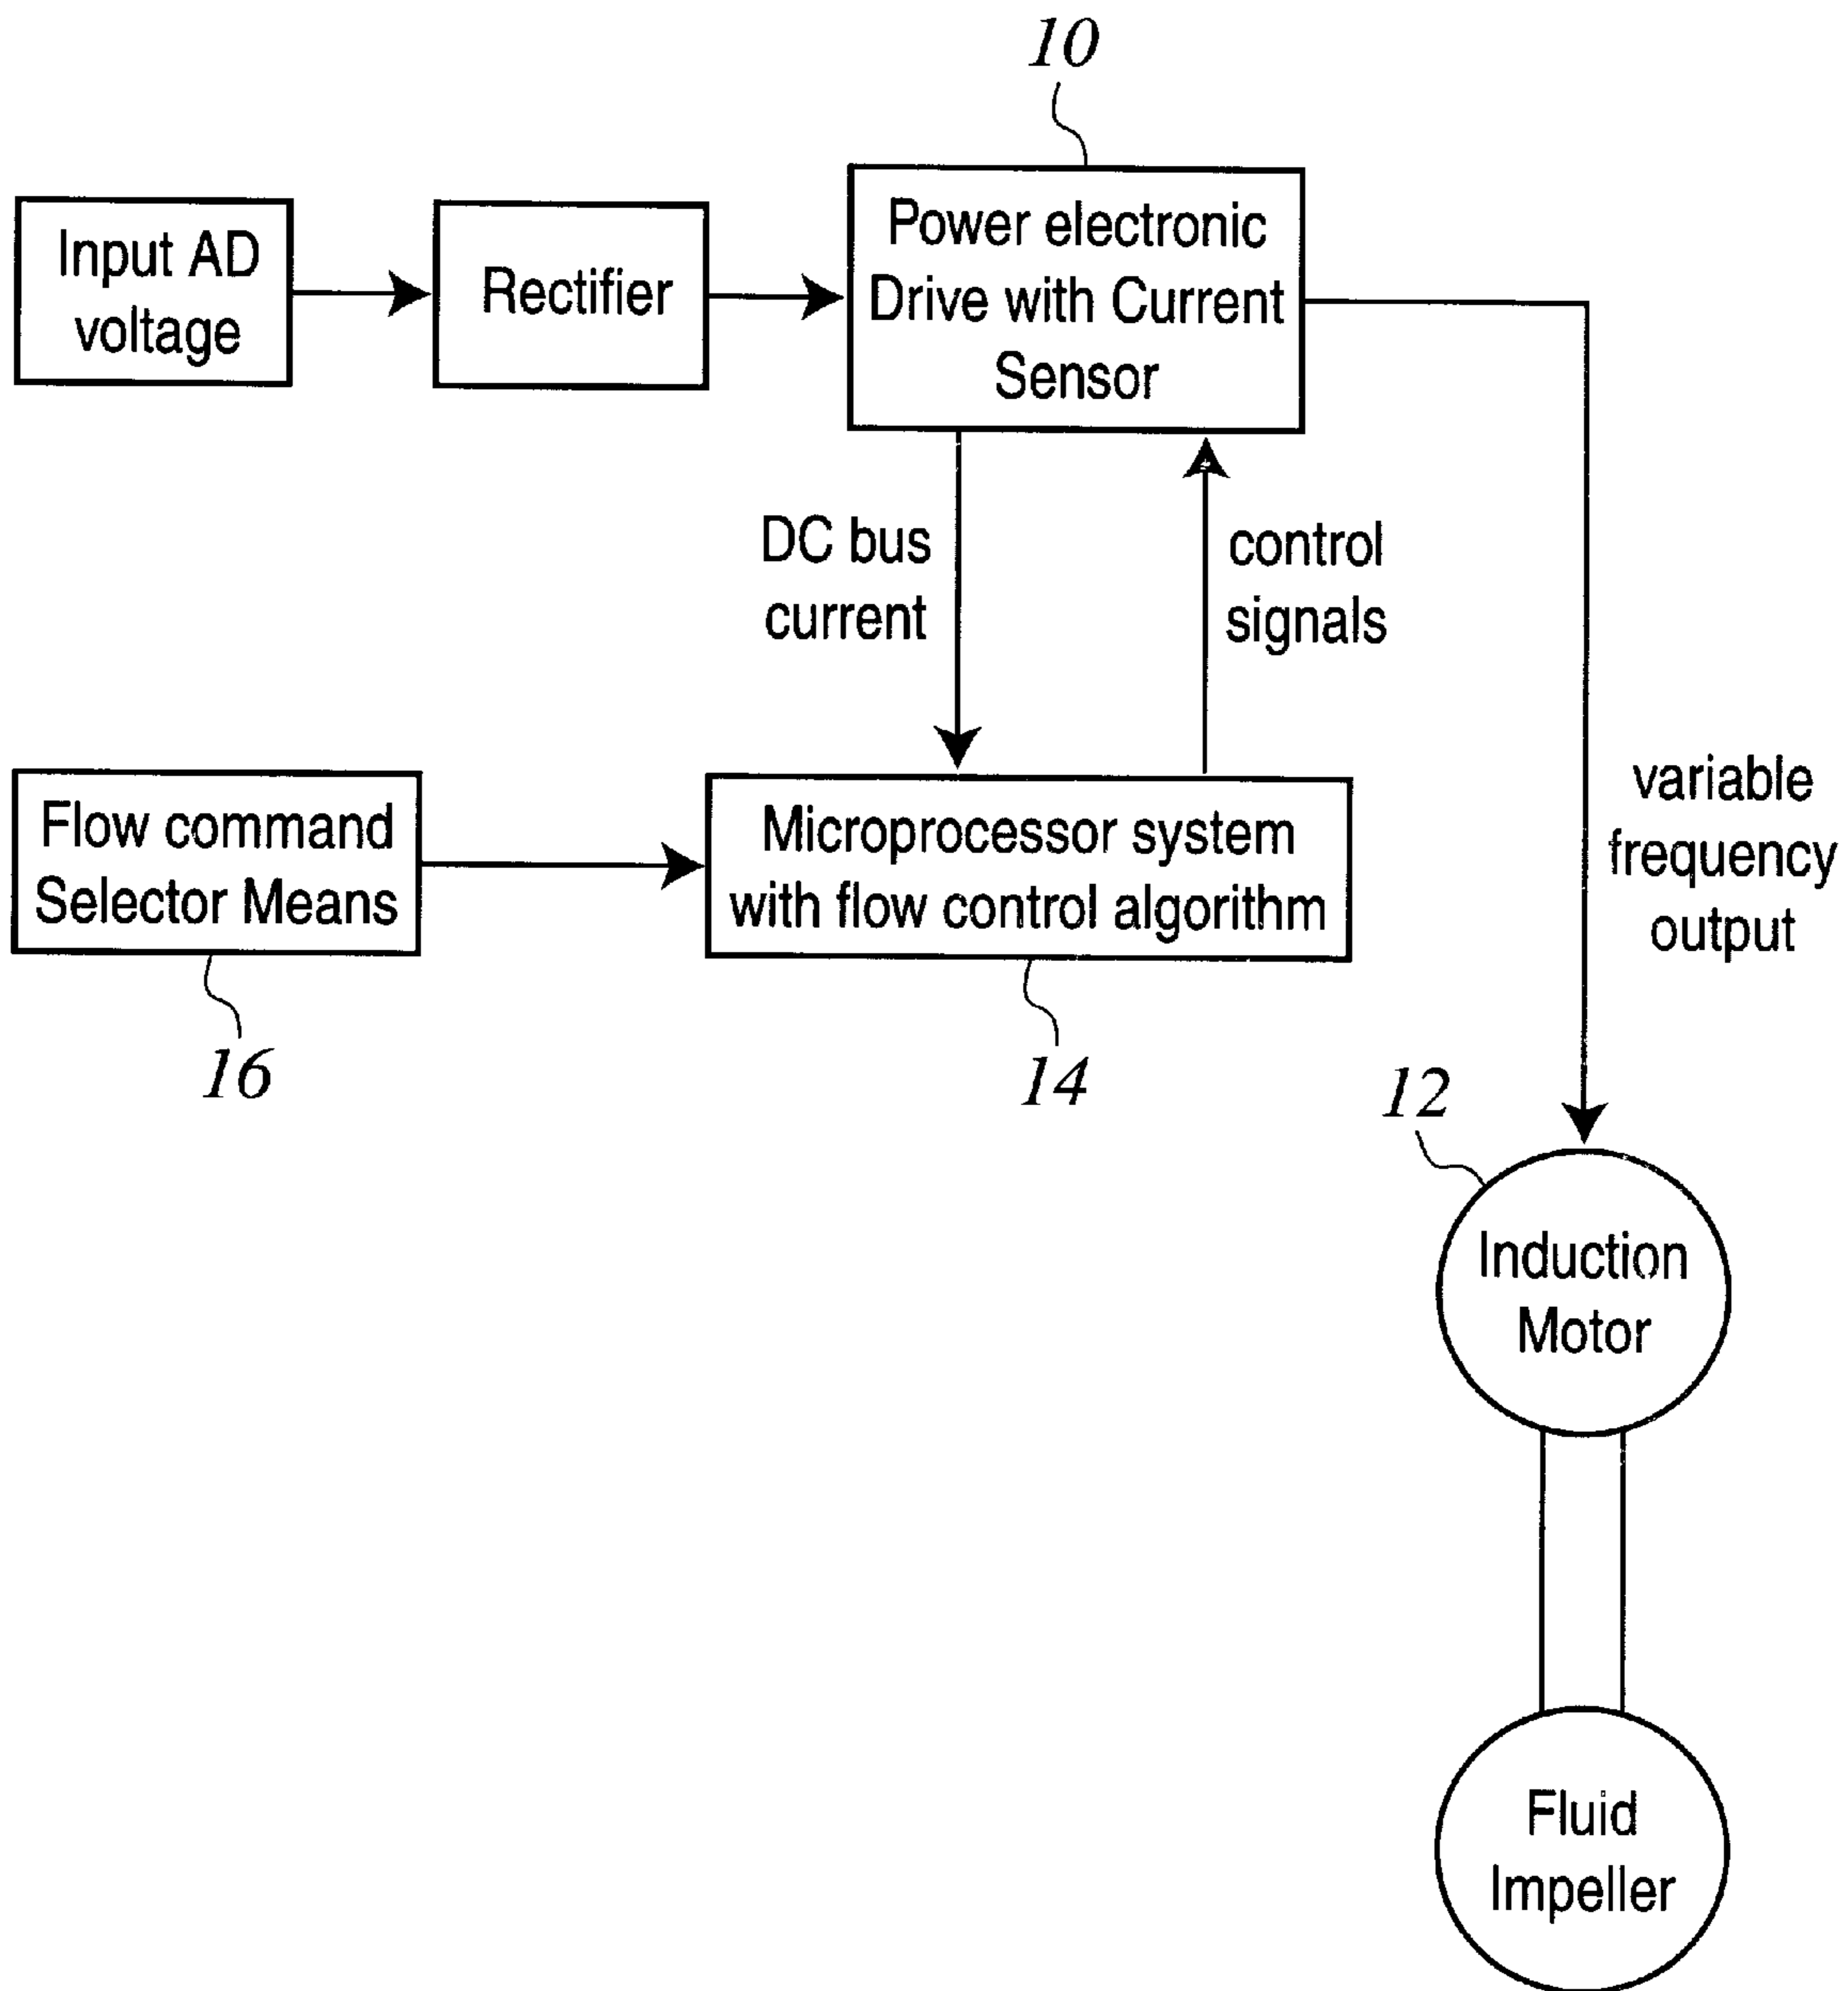 10
Input AD
voltage
Rectifier
Power electronic
Drive with Current
Sensor
DC bus
current
control
signals
variable
frequency
output
Flow command
Selector Means
Microprocessor system
with flow control algorithm
16
14
12
Induction
Motor
Fluid
Impeller